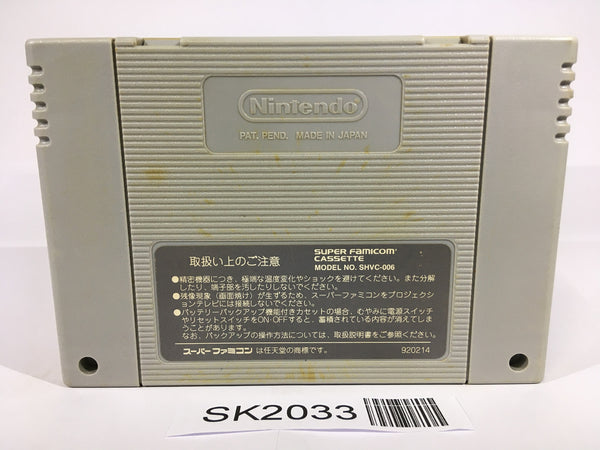 Nintendo
PAT. PEND. MADE IN JAPAN
取扱い上のご注意
SUPER FAMICOM
CASSETTE
MODEL NO. SHVC-006
●精密機器につき、極端な温度変化やショックを避けてください。また分解
したり、端子部を汚したりしないでください。
●残像現象(画面焼け)が生ずるため、スーパーファミコンをプロジェクシ
ョンテレビには接続しないでください。
●バッテリーバックアップ機能付きカセットの場合、むやみに電源スイッチ
やリセットスイッチをON・OFFすると、蓄積されている内容が消えてしま
うことがあります。
なお、バックアップの操作方法については、取扱説明書をご参照ください。
スーパーファミコンは任天堂の商標です。
920214
SK2033